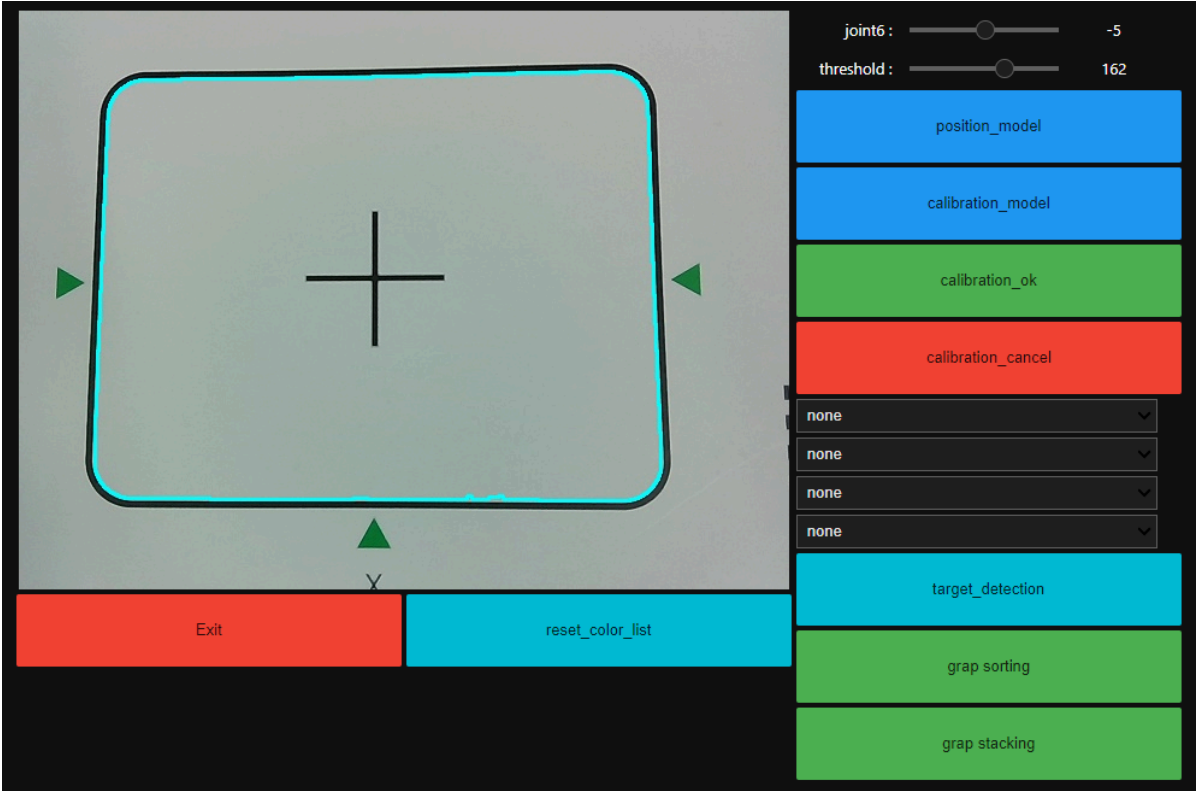 joint6 : -5
threshold : 162
position_model
calibration_model
calibration_ok
calibration_cancel
none
none
none
none
target_detection
grap sorting
grap stacking
Y
Exit
reset_color_list